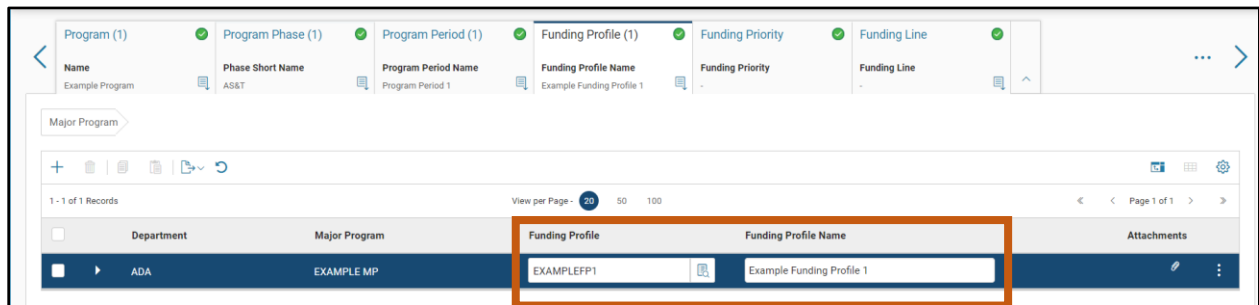 Program (1) Program Phase (1) Program Period (1) Funding Profile (1) Funding Priority Funding Line
Name Phase Short Name Program Period Name Funding Profile Name Funding Priority Funding Line
Example Program AS&T Program Period 1 Example Funding Profile 1 - -
Major Program
1 - 1 of 1 Records View per Page - 20 50 100 Page 1 of 1
Department Major Program Funding Profile Funding Profile Name Attachments
ADA EXAMPLE MP EXAMPLEFP1 Example Funding Profile 1